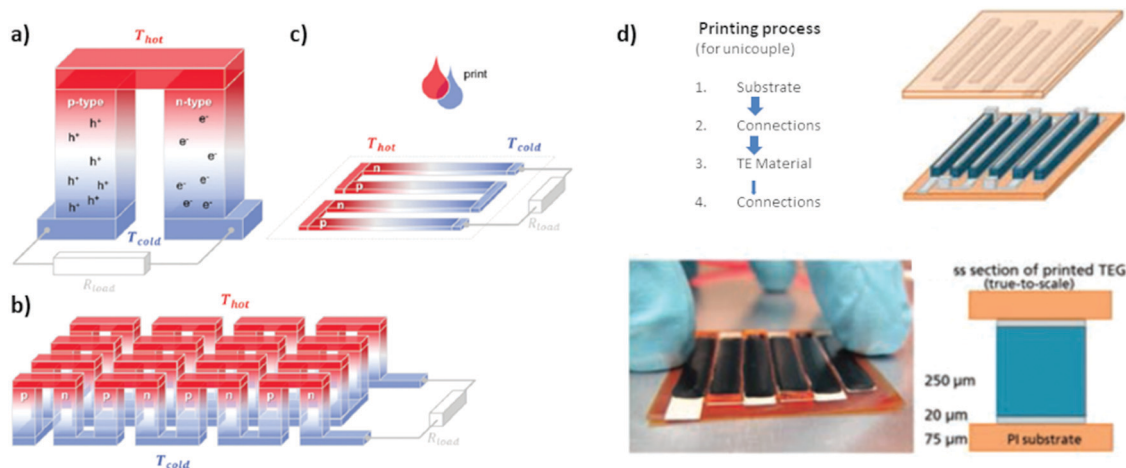 a)
T_hot
p-type
n-type
h⁺
e⁻
h⁺
e⁻
h⁺
h⁺
e⁻
h⁺
h⁺
e⁻
e⁻
h⁺
h⁺
e⁻
e⁻
T_cold
R_load
b)
T_hot
p
n
p
n
p
n
p
n
R_load
T_cold
c)
print
T_hot
T_cold
n
p
n
p
R_load
d)
Printing process
(for unicouple)
1. Substrate
2. Connections
3. TE Material
4. Connections
ss section of printed TEG
(true-to-scale)
250 µm
20 µm
75 µm
PI substrate